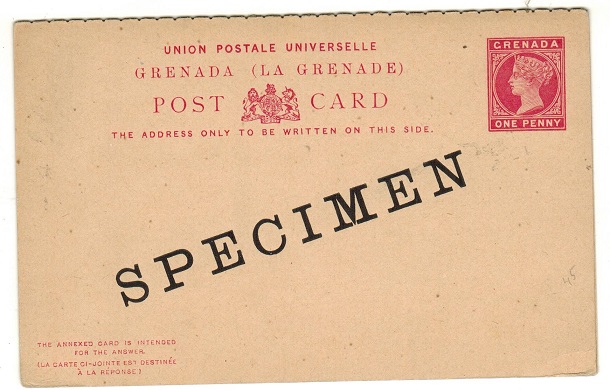 UNION POSTALE UNIVERSELLE
GRENADA (LA GRENADE)
POST CARD
THE ADDRESS ONLY TO BE WRITTEN ON THIS SIDE.
GRENADA
ONE PENNY
SPECIMEN
THE ANNEXED CARD IS INTENDED
FOR THE ANSWER.
(LA CARTE CI-JOINTE EST DESTINÉE
À LA RÉPONSE)